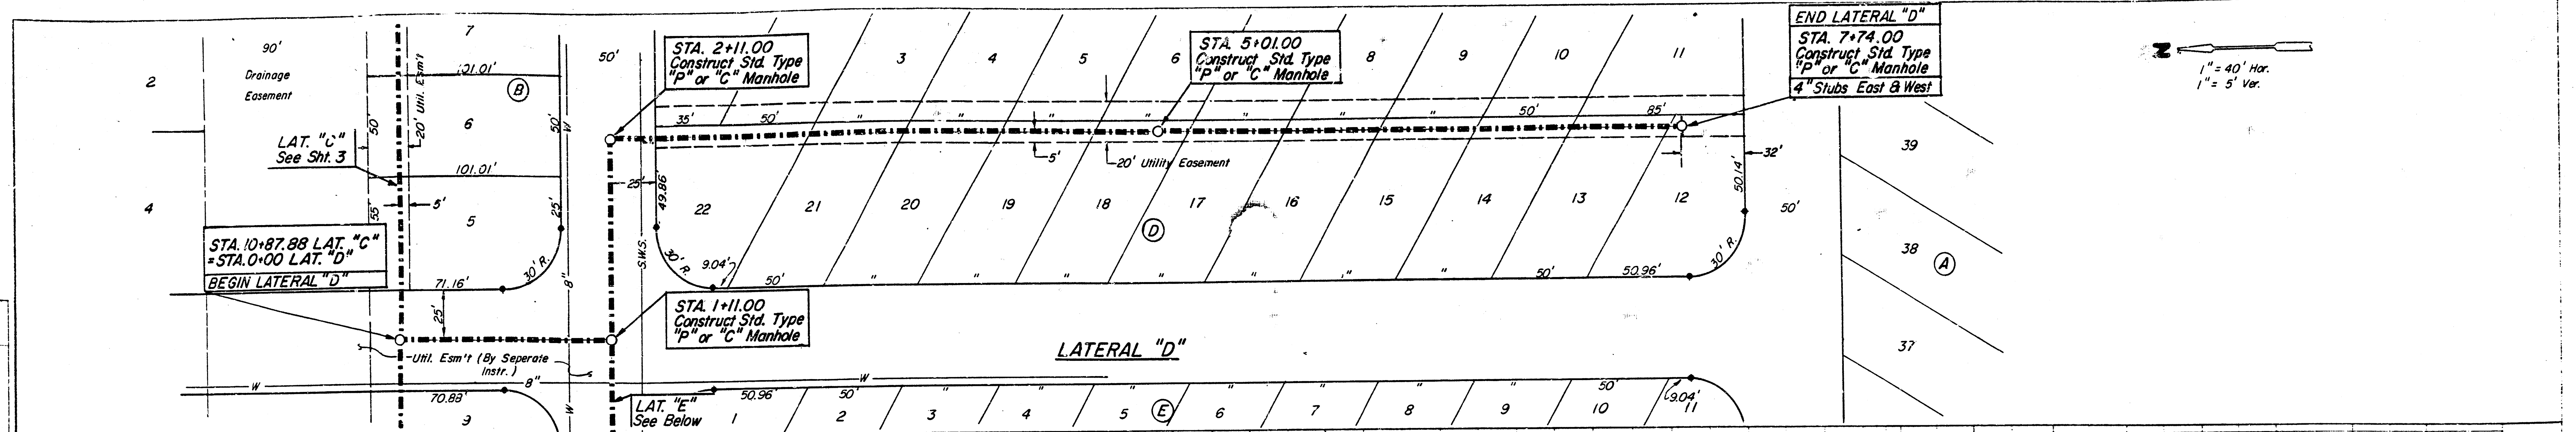 90'
Drainage
Easement
2
4
LAT. "C"
See Sht. 3
STA. 10+87.88 LAT. "C"
=STA. 0+00 LAT. "D"
BEGIN LATERAL "D"
7
101.01'
20' Util. Esm't
B
50'
6
50'
W
101.01'
5'
55'
5
25'
30' R.
71.16'
8"
25'
-Util. Esm't (By Seperate
Instr.)
W
8"
70.88'
9
W
50'
STA. 2+11.00
Construct Std. Type
"P" or "C" Manhole
25'
49.86'
S.W.S.
30' R.
9.04'
STA. 1+11.00
Construct Std. Type
"P" or "C" Manhole
LAT. "E"
See Below
3
4
5
6
STA. 5+01.00
Construct Std. Type
"P" or "C" Manhole
8
9
10
11
35'
50'
"
"
"
"
"
"
"
50'
85'
5'
20' Utility Easement
22
21
20
19
18
17
16
15
14
13
12
D
50'
"
"
"
"
"
"
"
50'
50.96'
30' R.
50.14'
32'
50'
END LATERAL "D"
STA. 7+74.00
Construct Std. Type
"P" or "C" Manhole
4" Stubs East & West
39
38
A
37
N
1" = 40' Hor.
1" = 5' Ver.
LATERAL "D"
W
50.96'
50'
"
"
"
"
"
"
"
50'
9.04'
1
2
3
4
5
E
6
7
8
9
10
11